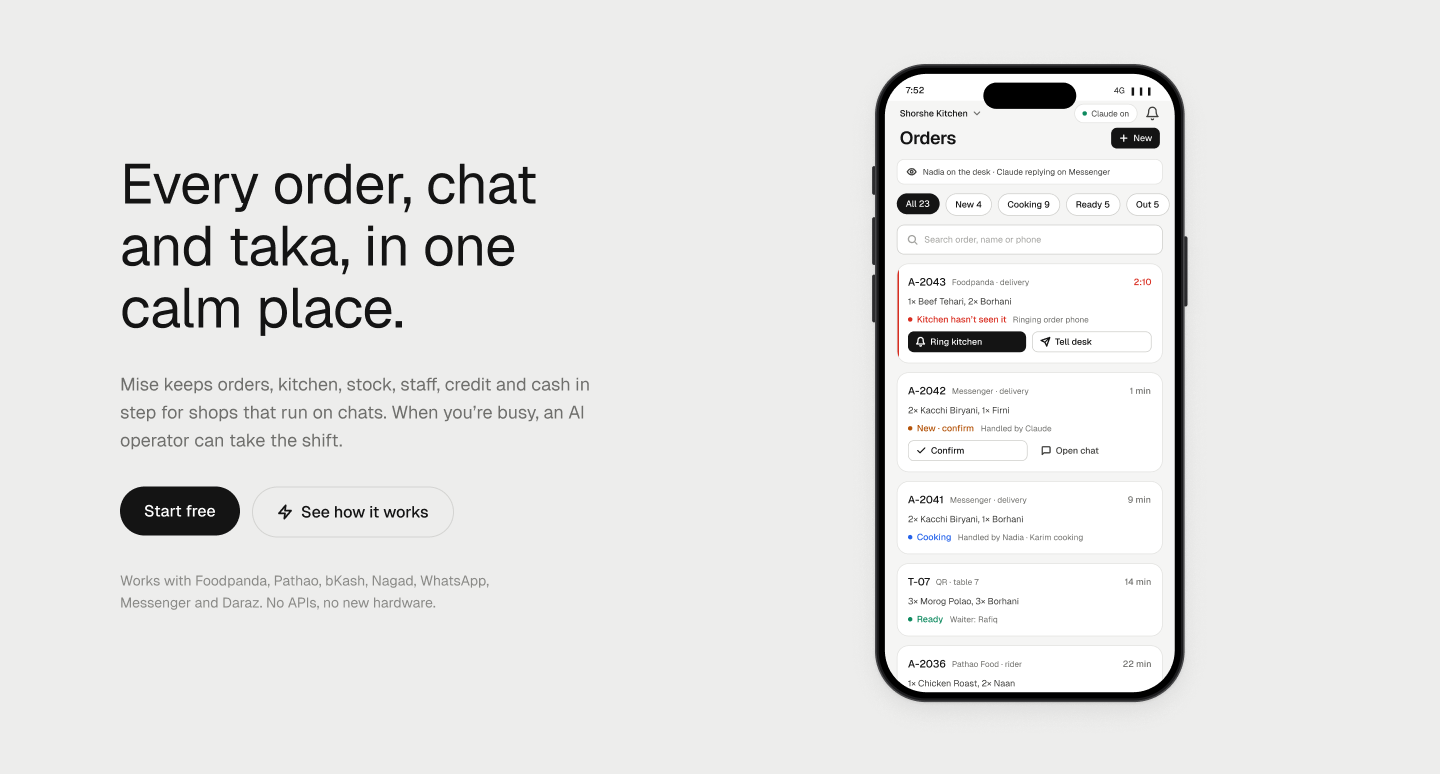 Every order, chat
and taka, in one
calm place.
Mise keeps orders, kitchen, stock, staff, credit and cash in
step for shops that run on chats. When you’re busy, an AI
operator can take the shift.
Start free
See how it works
Works with Foodpanda, Pathao, bKash, Nagad, WhatsApp,
Messenger and Daraz. No APIs, no new hardware.
7:52 4G
Shorshe Kitchen Claude on
Orders New
Nadia on the desk · Claude replying on Messenger
All 23 New 4 Cooking 9 Ready 5 Out 5
Search order, name or phone
A-2043 Foodpanda · delivery 2:10
1× Beef Tehari, 2× Borhani
Kitchen hasn’t seen it Ringing order phone
Ring kitchen Tell desk
A-2042 Messenger · delivery 1 min
2× Kacchi Biryani, 1× Firni
New · confirm Handled by Claude
Confirm Open chat
A-2041 Messenger · delivery 9 min
2× Kacchi Biryani, 1× Borhani
Cooking Handled by Nadia · Karim cooking
T-07 QR · table 7 14 min
3× Morog Polao, 3× Borhani
Ready Waiter: Rafiq
A-2036 Pathao Food · rider 22 min
1× Chicken Roast, 2× Naan